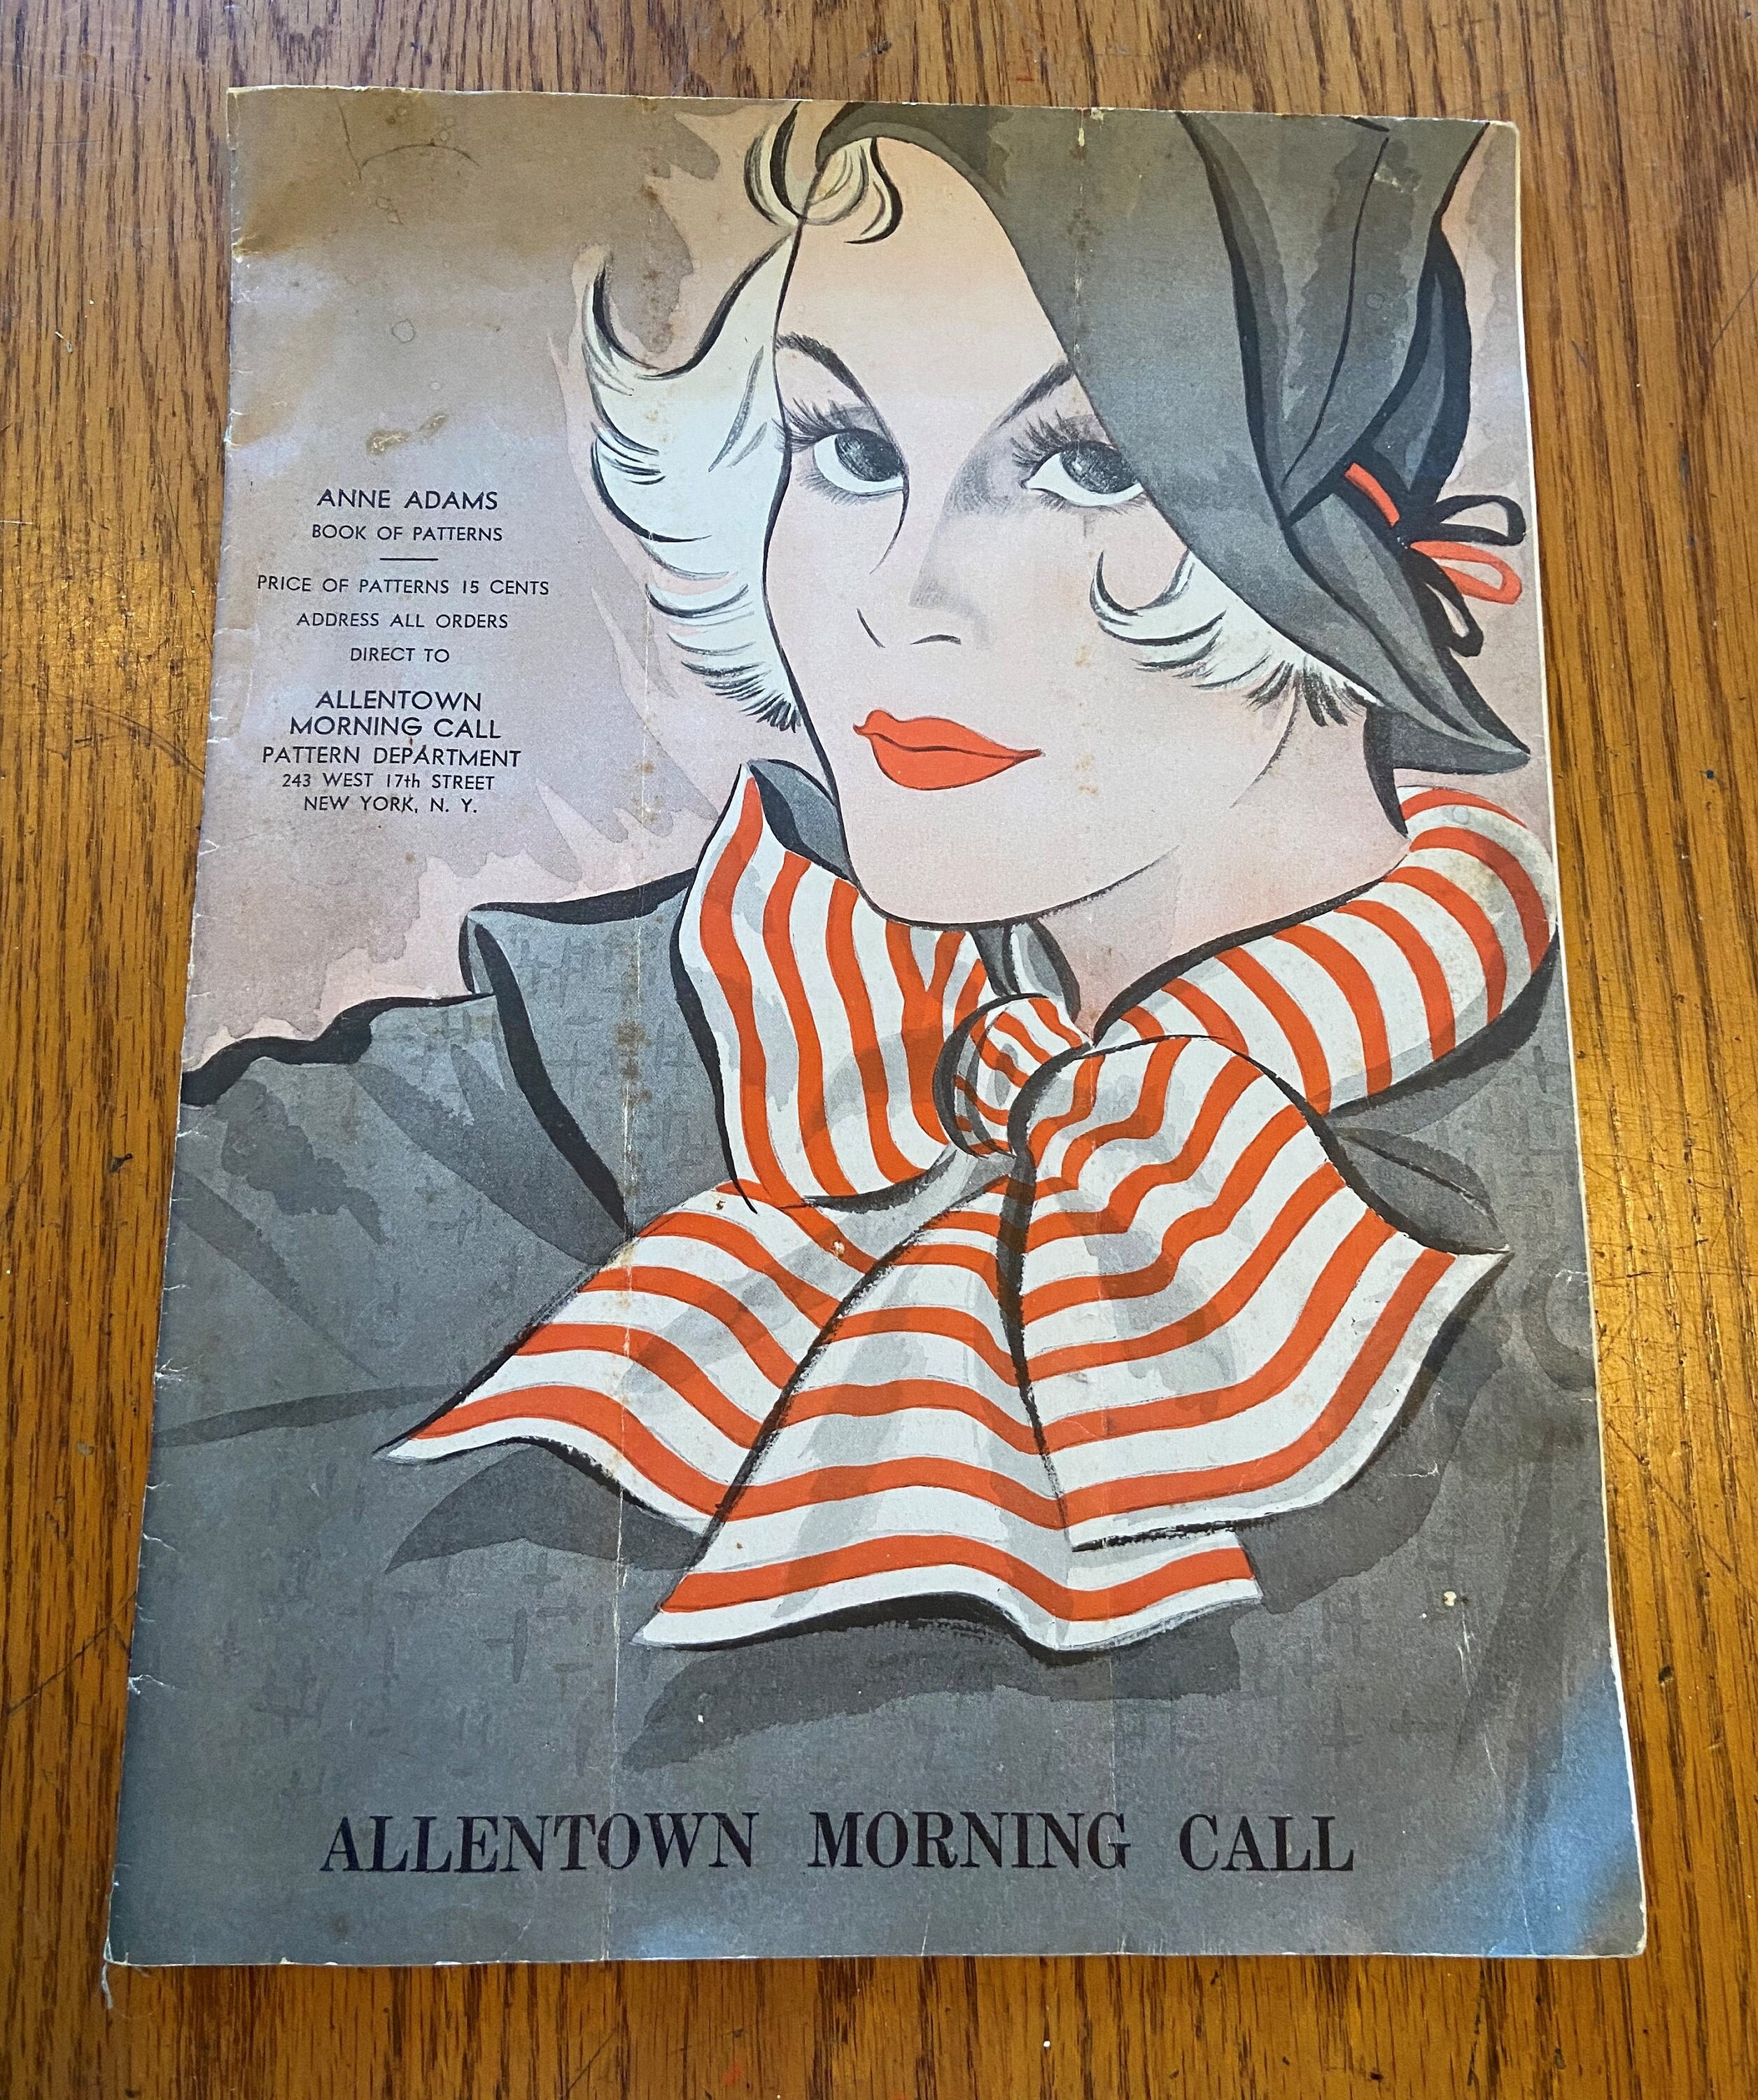 ANNE ADAMS
BOOK OF PATTERNS
PRICE OF PATTERNS 15 CENTS
ADDRESS ALL ORDERS
DIRECT TO
ALLENTOWN
MORNING CALL
PATTERN DEPARTMENT
243 WEST 17th STREET
NEW YORK, N. Y.
ALLENTOWN MORNING CALL